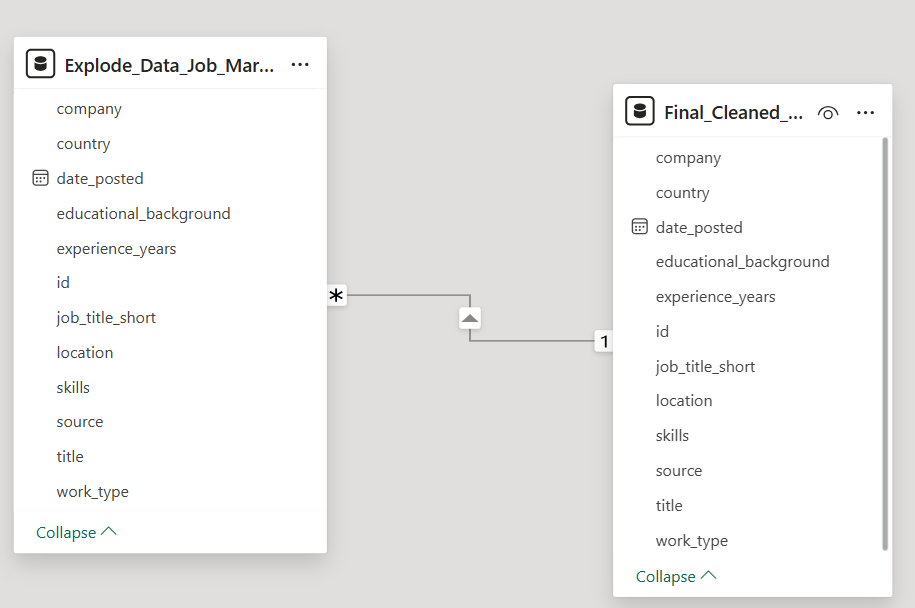 Explode_Data_Job_Mar...
company
country
date_posted
educational_background
experience_years
id
job_title_short
location
skills
source
title
work_type
Collapse
*
1
Final_Cleaned_...
company
country
date_posted
educational_background
experience_years
id
job_title_short
location
skills
source
title
work_type
Collapse